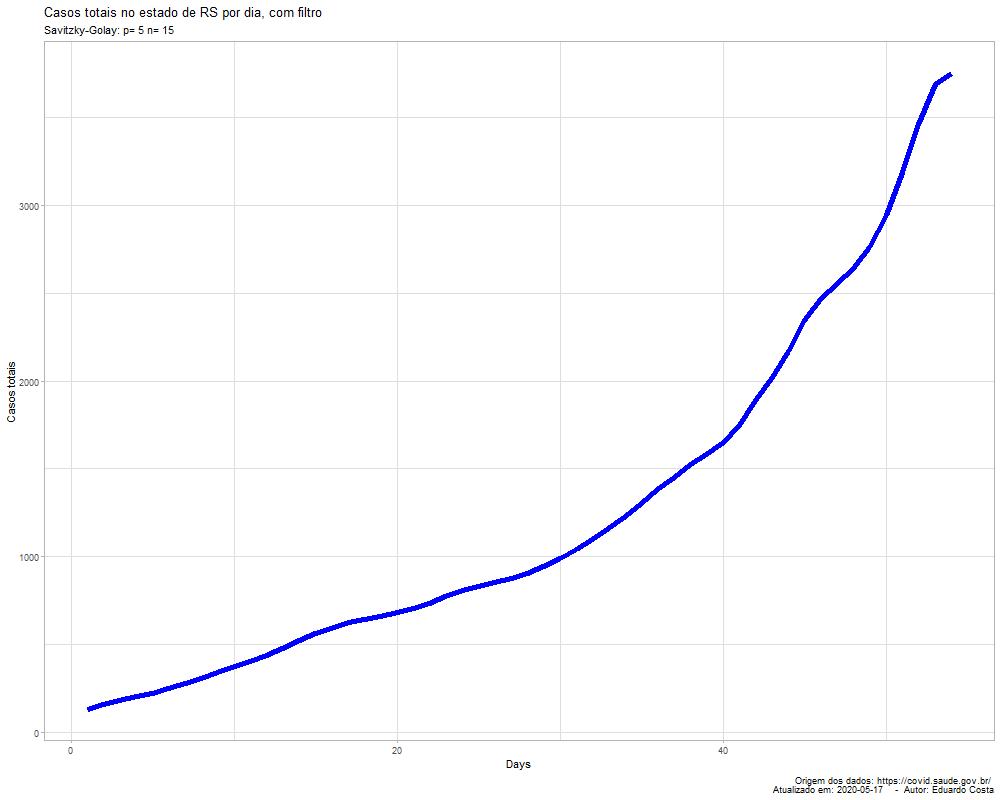 Casos totais no estado de RS por dia, com filtro
Savitzky-Golay: p= 5 n= 15
Casos totais
3000
2000
1000
0
0 20 40
Days
Origem dos dados: https://covid.saude.gov.br/
Atualizado em: 2020-05-17 - Autor: Eduardo Costa